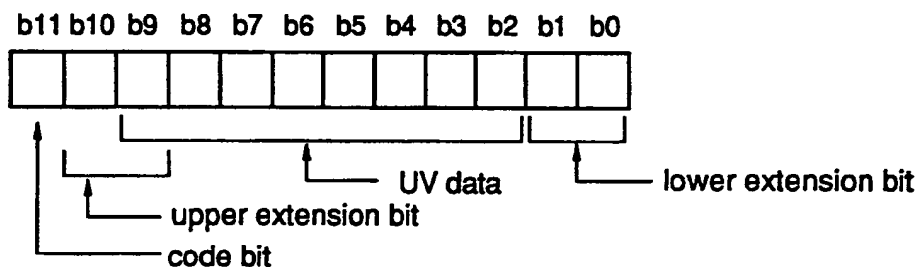 b11 b10 b9 b8 b7 b6 b5 b4 b3 b2 b1 b0
UV data
lower extension bit
upper extension bit
code bit